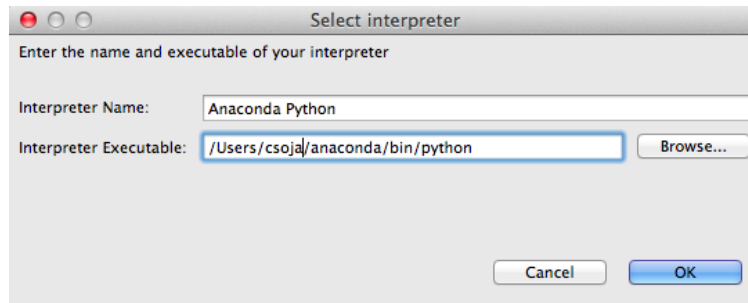 Select interpreter
Enter the name and executable of your interpreter
Interpreter Name: Anaconda Python
Interpreter Executable: /Users/csoja/anaconda/bin/python Browse...
Cancel OK